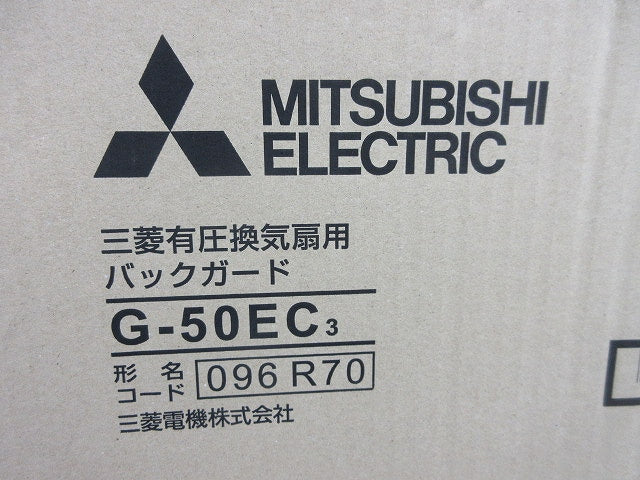 MITSUBISHI
ELECTRIC
三菱有圧換気扇用
バックガード
G-50EC3
形名
コード 096 R70
三菱電機株式会社